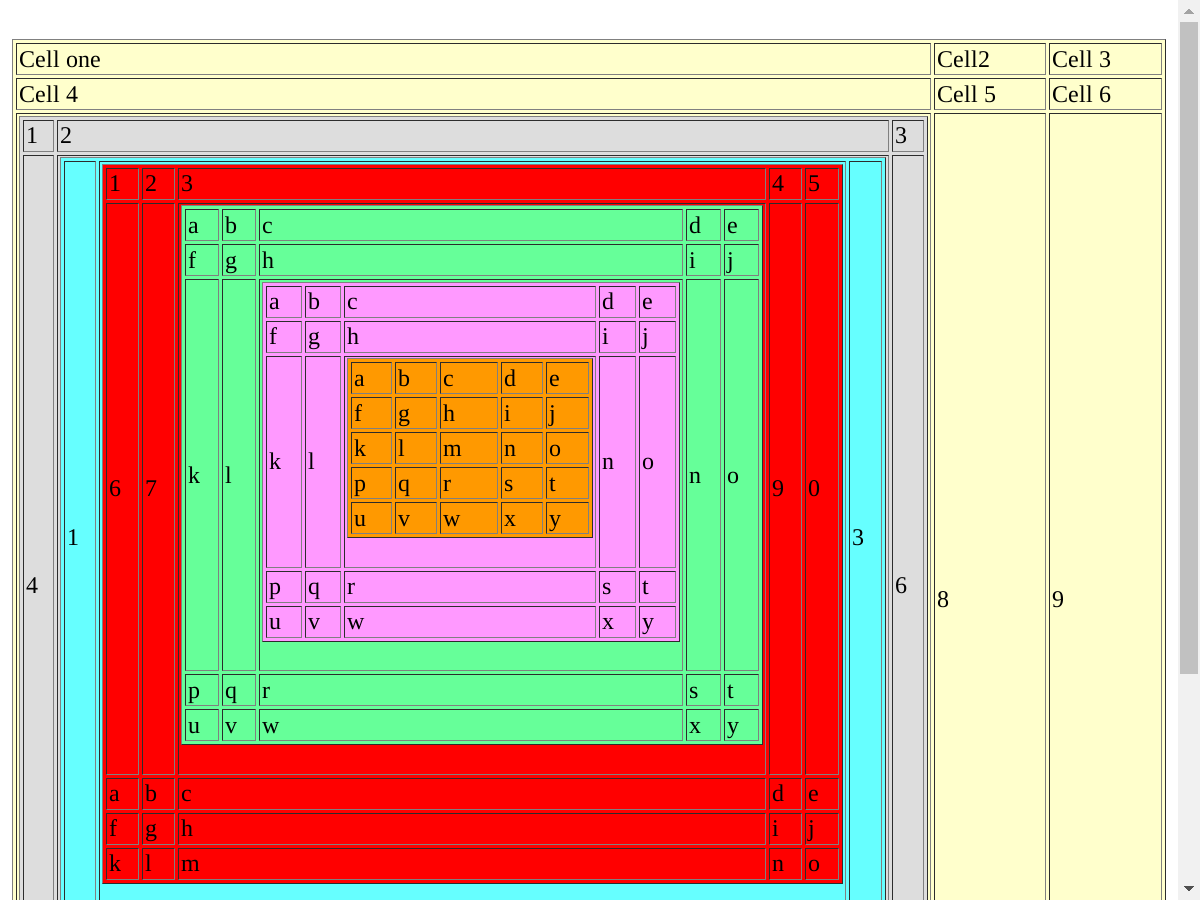 Cell one Cell2 Cell 3
Cell 4 Cell 5 Cell 6
1 2 3
1 2 3 4 5
a b c d e
f g h i j
a b c d e
f g h i j
a b c d e
f g h i j
k l m n o
k l n o
k l n o
p q r s t
6 7 9 0
u v w x y
1 3
4 6
p q r s t
8 9
u v w x y
p q r s t
u v w x y
a b c d e
f g h i j
k l m n o